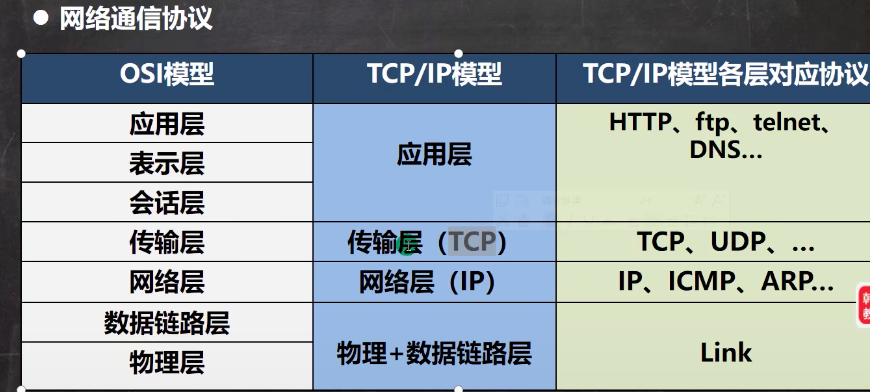 ● 网络通信协议
OSI模型
TCP/IP模型
TCP/IP模型各层对应协议
应用层
表示层
会话层
应用层
HTTP、ftp、telnet、
DNS...
传输层
传输层（TCP）
TCP、UDP、...
网络层
网络层（IP）
IP、ICMP、ARP...
数据链路层
物理层
物理+数据链路层
Link